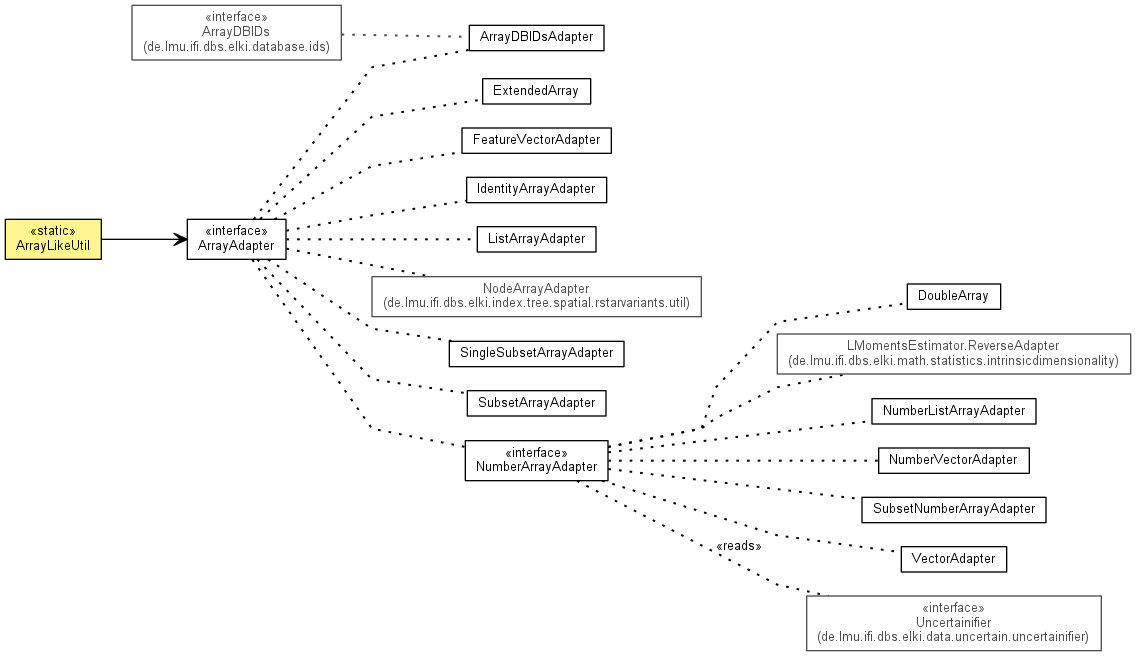 «interface»
ArrayDBIDs
(de.lmu.ifi.dbs.elki.database.ids)
ArrayDBIDsAdapter
ExtendedArray
FeatureVectorAdapter
IdentityArrayAdapter
«static»
ArrayLikeUtil
«interface»
ArrayAdapter
ListArrayAdapter
NodeArrayAdapter
(de.lmu.ifi.dbs.elki.index.tree.spatial.rstarvariants.util)
DoubleArray
SingleSubsetArrayAdapter
LMomentsEstimator.ReverseAdapter
(de.lmu.ifi.dbs.elki.math.statistics.intrinsicdimensionality)
SubsetArrayAdapter
NumberListArrayAdapter
«interface»
NumberArrayAdapter
NumberVectorAdapter
SubsetNumberArrayAdapter
«reads»
VectorAdapter
«interface»
Uncertainifier
(de.lmu.ifi.dbs.elki.data.uncertain.uncertainifier)